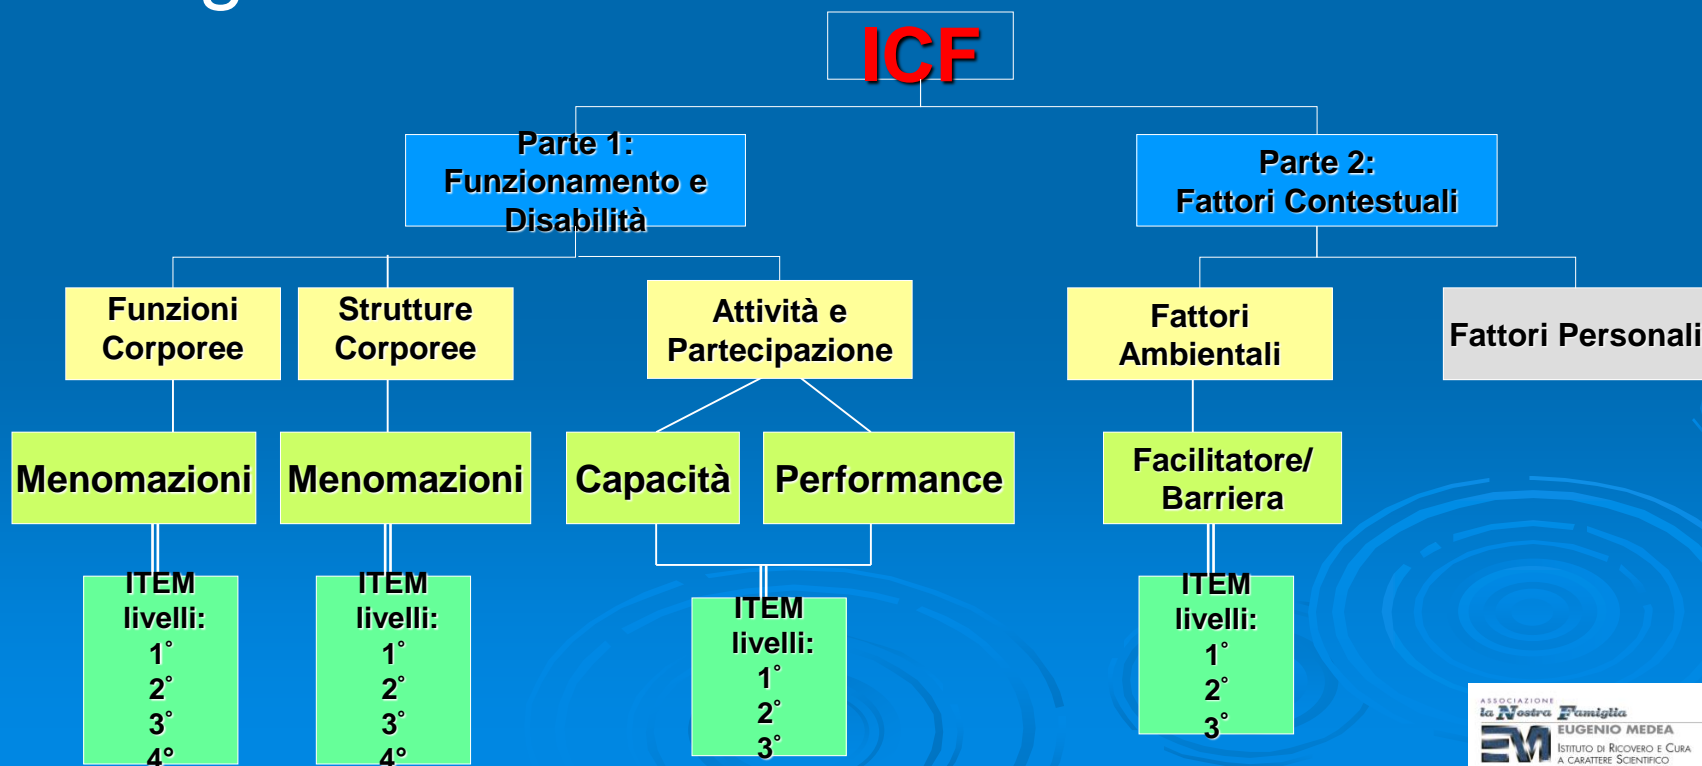 ICF
Parte 1:
Funzionamento e
Disabilità
Parte 2:
Fattori Contestuali
Funzioni
Corporee
Strutture
Corporee
Attività e
Partecipazione
Fattori
Ambientali
Fattori Personali
Menomazioni
Menomazioni
Capacità
Performance
Facilitatore/
Barriera
ITEM
livelli:
1°
2°
3°
4°
ITEM
livelli:
1°
2°
3°
4°
ITEM
livelli:
1°
2°
3°
ITEM
livelli:
1°
2°
3°
ASSOCIAZIONE
la Nostra Famiglia
EUGENIO MEDEA
ISTITUTO DI RICOVERO E CURA
A CARATTERE SCIENTIFICO